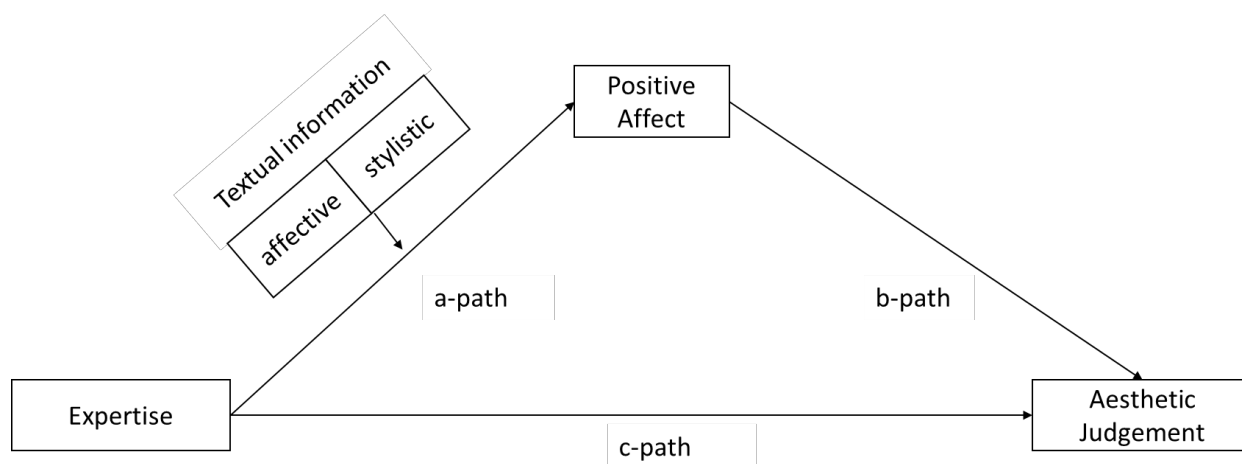 Textual information
affective
stylistic
Positive
Affect
a-path
b-path
Expertise
c-path
Aesthetic
Judgement